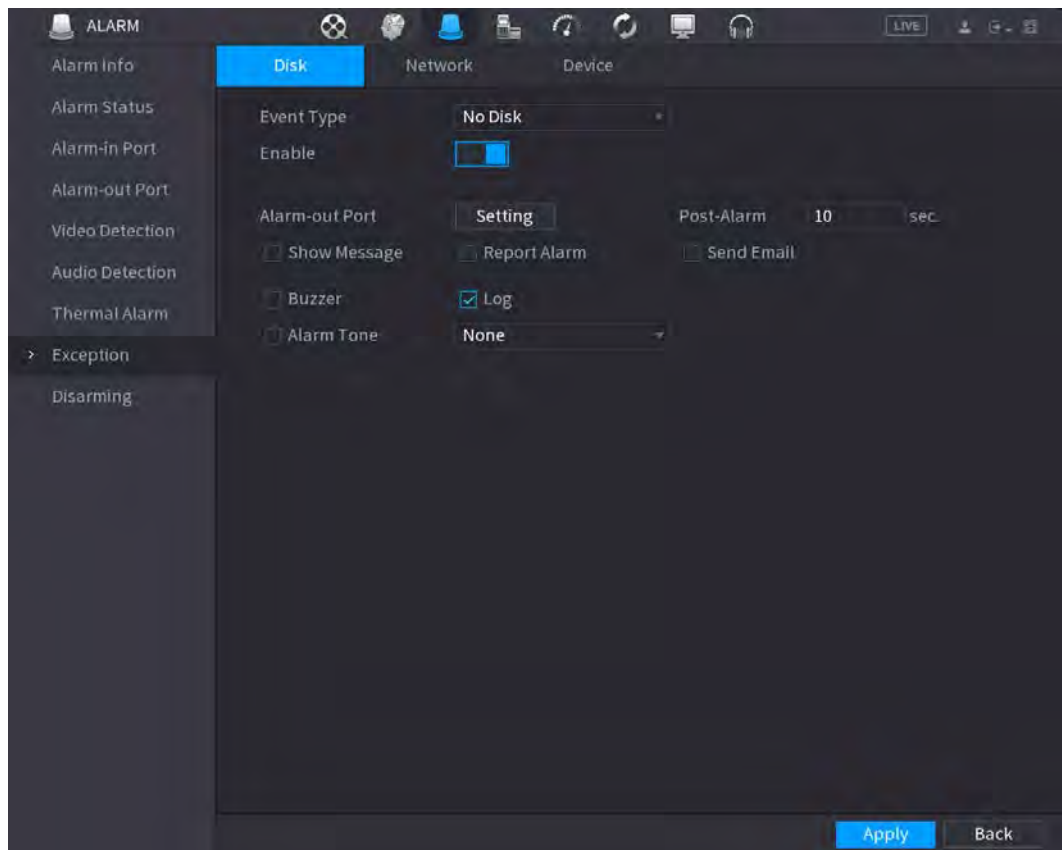 ALARM
LIVE
Alarm Info
Alarm Status
Alarm-in Port
Alarm-out Port
Video Detection
Audio Detection
Thermal Alarm
Exception
Disarming
Disk Network Device
Event Type No Disk
Enable
Alarm-out Port Setting Post-Alarm 10 sec.
Show Message Report Alarm Send Email
Buzzer Log
Alarm Tone None
Apply Back